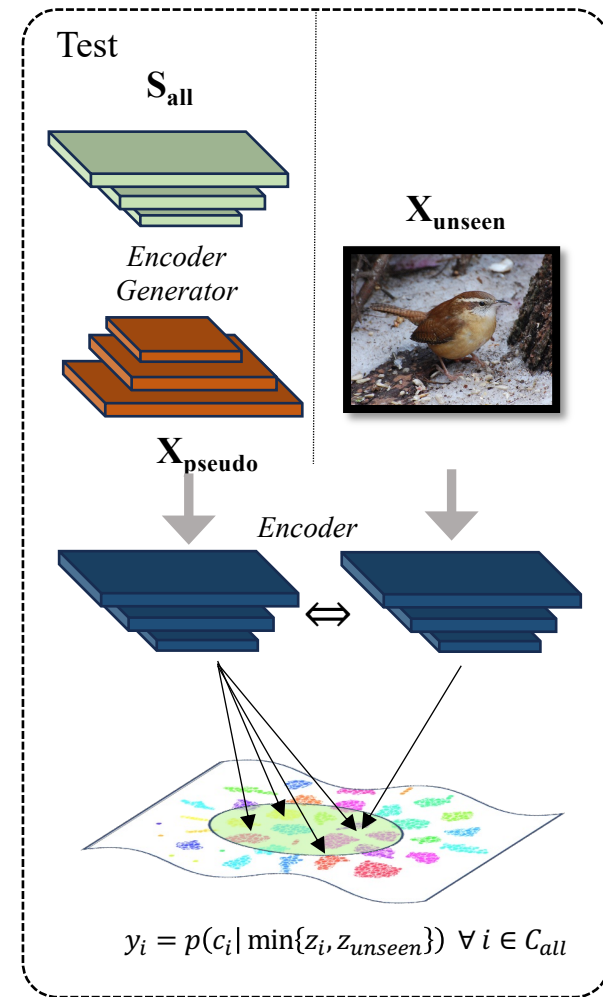 Test
S_all
Encoder
Generator
X_pseudo
X_unseen
Encoder
⇔
y_i = p(c_i| min{z_i, z_unseen}) ∀ i ∈ C_all